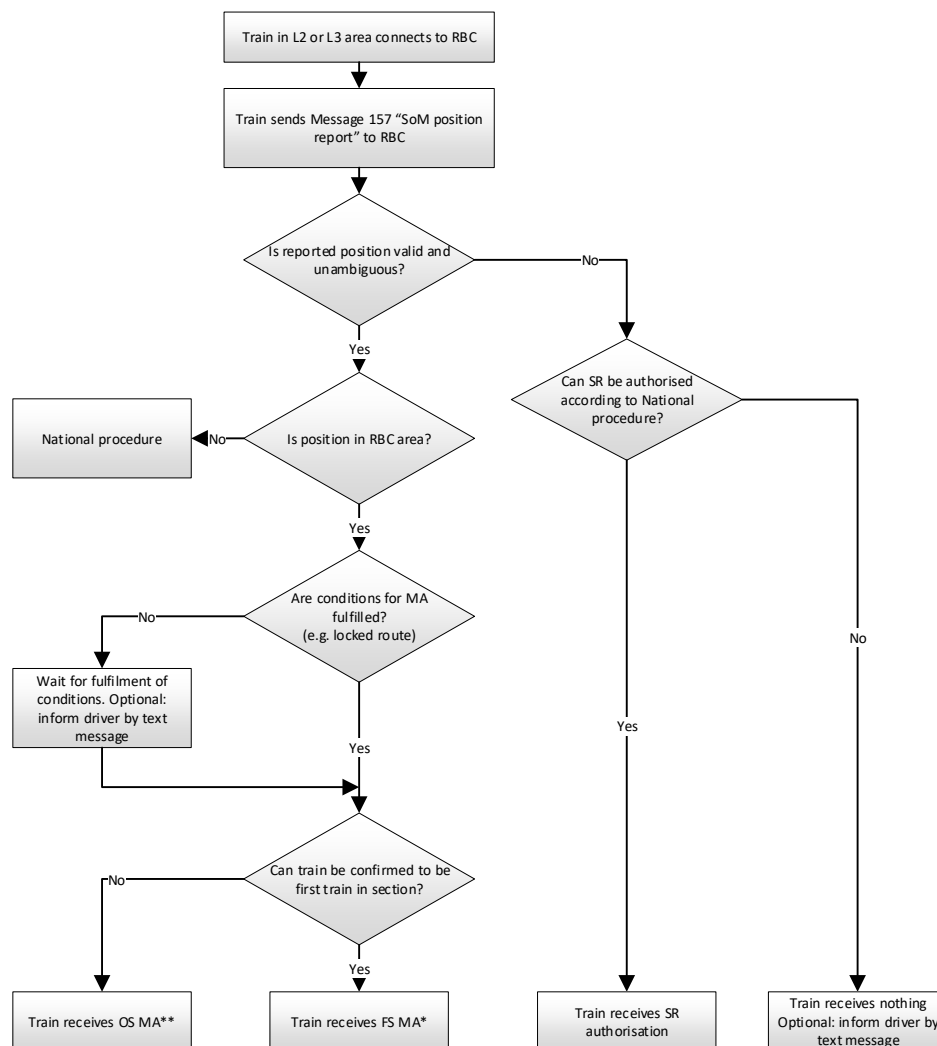 Train in L2 or L3 area connects to RBC
Train sends Message 157 “SoM position
report” to RBC
Is reported position valid and
unambiguous?
No
Yes
Can SR be authorised
according to National
procedure?
National procedure
No
Is position in RBC area?
Yes
Are conditions for MA
fulfilled?
(e.g. locked route)
No
No
Wait for fulfilment of
conditions. Optional:
inform driver by text
message
Yes
Yes
Can train be confirmed to be
first train in section?
No
Yes
Train receives OS MA**
Train receives FS MA*
Train receives SR
authorisation
Train receives nothing
Optional: inform driver by
text message